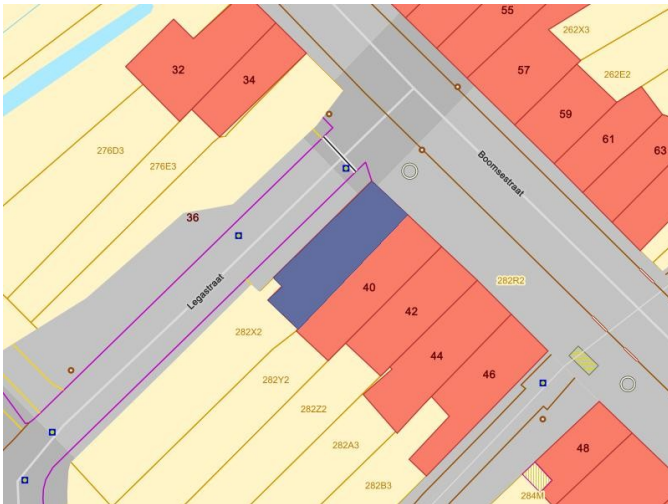 55
262X3
57
262E2
32
34
59
61
63
276D3
276E3
Boomsestraat
36
Legastraat
282R2
40
42
44
46
282X2
282Y2
282Z2
282A3
282B3
48
284M